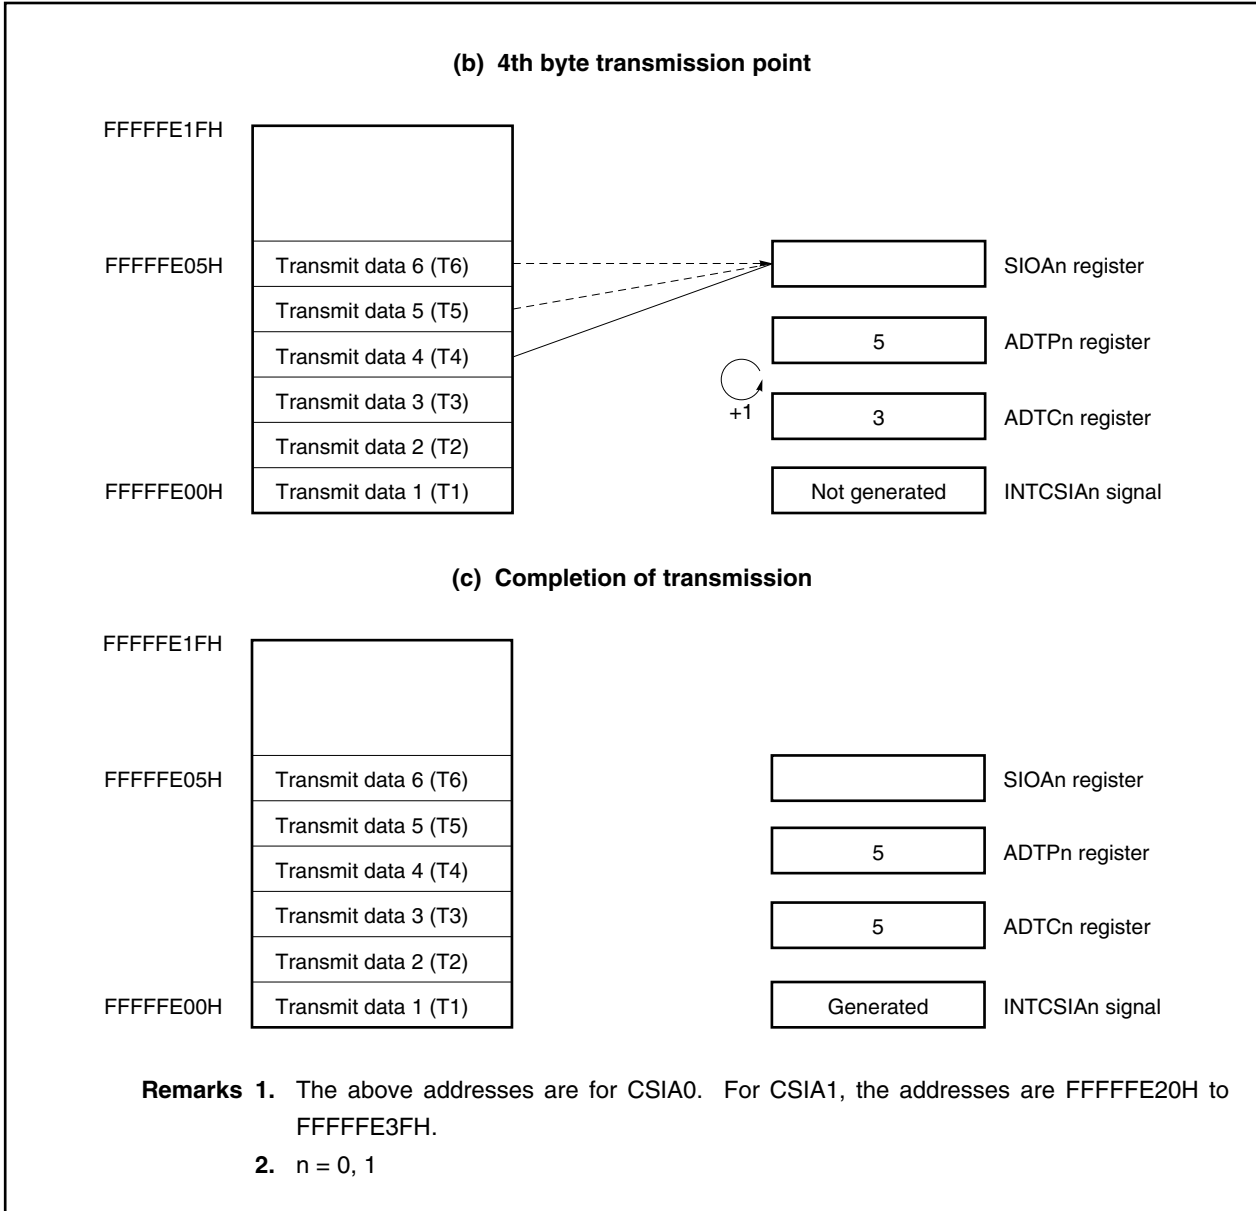 (b) 4th byte transmission point
FFFFFE1FH
FFFFFE05H
Transmit data 6 (T6)
SIOAn register
Transmit data 5 (T5)
5
ADTPn register
Transmit data 4 (T4)
Transmit data 3 (T3)
+1
3
ADTCn register
Transmit data 2 (T2)
FFFFFE00H
Transmit data 1 (T1)
Not generated
INTCSIAn signal
(c) Completion of transmission
FFFFFE1FH
FFFFFE05H
Transmit data 6 (T6)
SIOAn register
Transmit data 5 (T5)
5
ADTPn register
Transmit data 4 (T4)
Transmit data 3 (T3)
5
ADTCn register
Transmit data 2 (T2)
FFFFFE00H
Transmit data 1 (T1)
Generated
INTCSIAn signal
Remarks 1. The above addresses are for CSIA0. For CSIA1, the addresses are FFFFFE20H to
FFFFFE3FH.
2. n = 0, 1